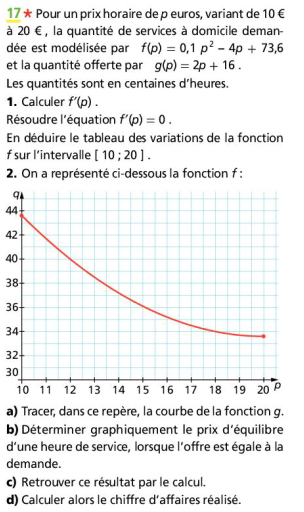 17* Pour un prix horaire de p euros, variant de 10 €
à 20 €, la quantité de services à domicile deman-
dée est modélisée par f(p) = 0,1 p² – 4p + 73,6
et la quantité offerte par g(p) = 2p + 16 .
Les quantités sont en centaines d'heures.
1. Calculer f'(p) .
Résoudre l'équation f'(p) = 0 .
En déduire le tableau des variations de la fonction
f sur l'intervalle [ 10 ; 20 ] .
2. On a représenté ci-dessous la fonction f :
q
44
42
40
38
36
34
32
30
10 11 12 13 14 15 16 17 18 19 20 p
a) Tracer, dans ce repère, la courbe de la fonction g.
b) Déterminer graphiquement le prix d'équilibre
d'une heure de service, lorsque l'offre est égale à la
demande.
c) Retrouver ce résultat par le calcul.
d) Calculer alors le chiffre d'affaires réalisé.